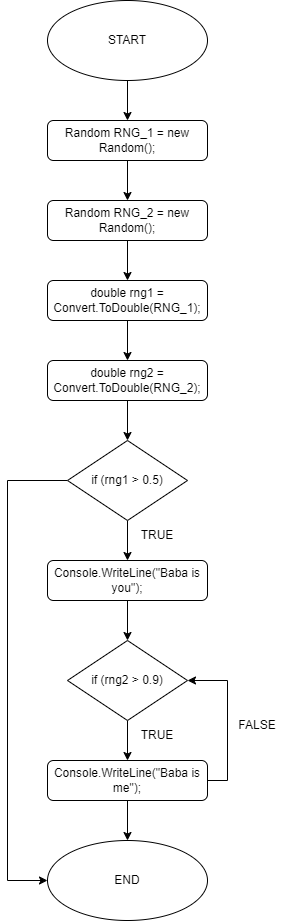 START
Random RNG_1 = new
Random();
Random RNG_2 = new
Random();
double rng1 =
Convert.ToDouble(RNG_1);
double rng2 =
Convert.ToDouble(RNG_2);
if (rng1 > 0.5)
TRUE
Console.WriteLine("Baba is
you");
if (rng2 > 0.9)
FALSE
TRUE
Console.WriteLine("Baba is
me");
END